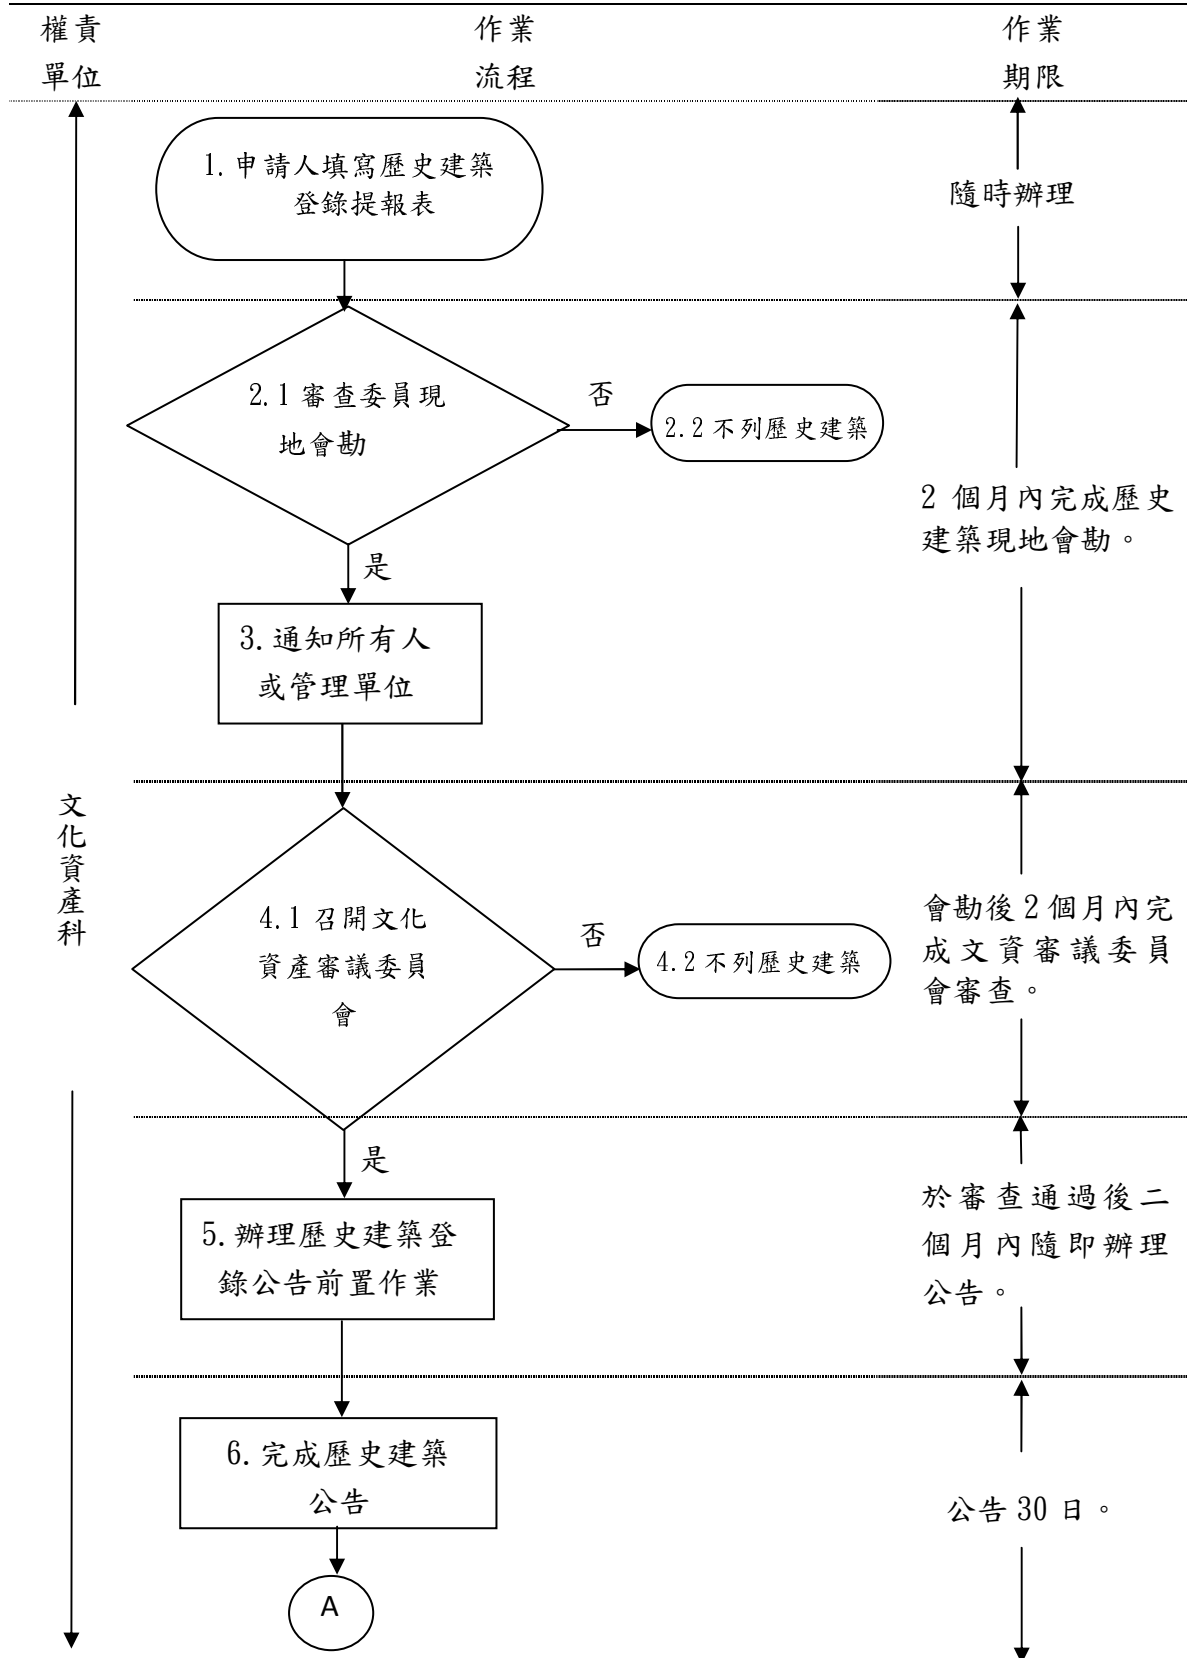 權責
單位
作業
流程
作業
期限
1.申請人填寫歷史建築
登錄提報表
隨時辦理
2.1 審查委員現
地會勘
否
2.2 不列歷史建築
2 個月內完成歷史
建築現地會勘。
是
3.通知所有人
或管理單位
文化資產科
4.1 召開文化
資產審議委員
會
否
4.2 不列歷史建築
會勘後 2 個月內完
成文資審議委員
會審查。
是
5.辦理歷史建築登
錄公告前置作業
於審查通過後二
個月內隨即辦理
公告。
6.完成歷史建築
公告
公告 30 日。
A